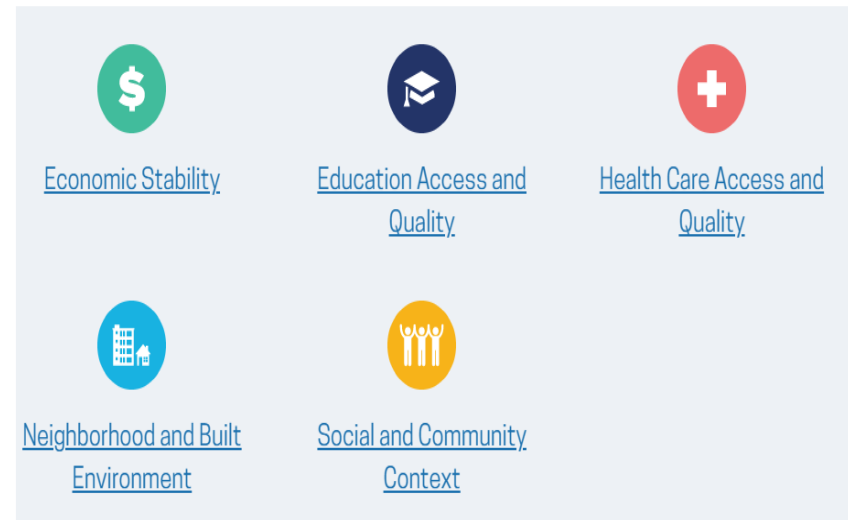 Economic Stability
Education Access and
Quality
Health Care Access and
Quality
Neighborhood and Built
Environment
Social and Community
Context